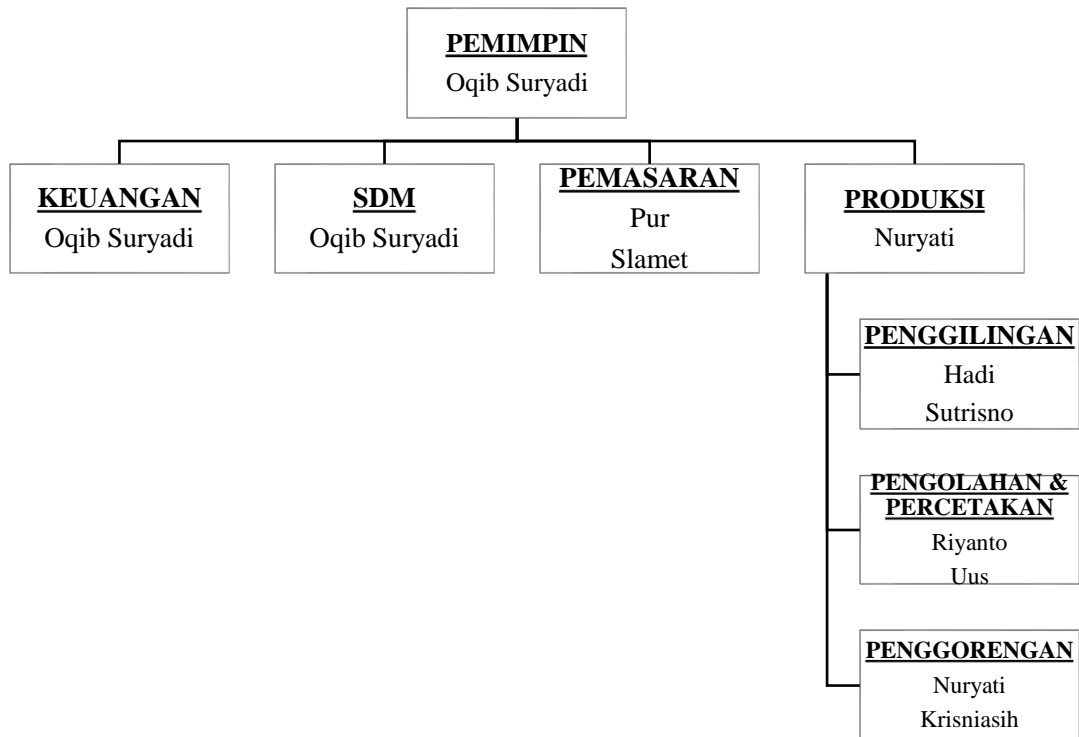 PEMIMPIN
Oqib Suryadi
KEUANGAN
Oqib Suryadi
SDM
Oqib Suryadi
PEMASARAN
Pur
Slamet
PRODUKSI
Nuryati
PENGGILINGAN
Hadi
Sutrisno
PENGOLAHAN &
PERCETAKAN
Riyanto
Uus
PENGGORENGAN
Nuryati
Krisniasih